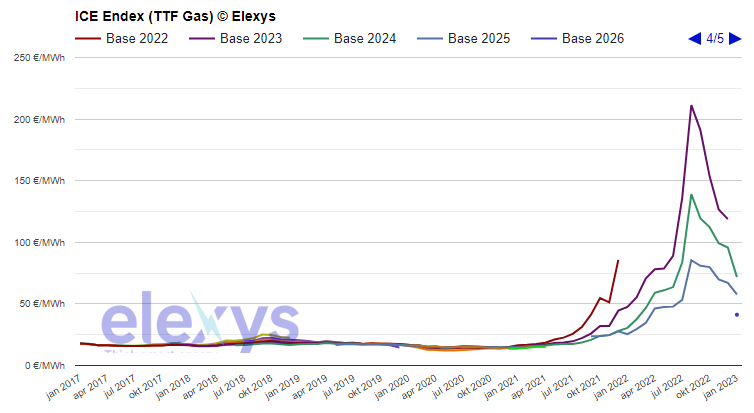 ICE Endex (TTF Gas) © Elexys
Base 2022 Base 2023 Base 2024 Base 2025 Base 2026 4/5
250 €/MWh
200 €/MWh
150 €/MWh
100 €/MWh
50 €/MWh
0 €/MWh
elexys
jan 2017 apr 2017 jul 2017 okt 2017 jan 2018 apr 2018 jul 2018 okt 2018 jan 2019 apr 2019 jul 2019 okt 2019 jan 2020 apr 2020 jul 2020 okt 2020 jan 2021 apr 2021 jul 2021 okt 2021 jan 2022 apr 2022 jul 2022 okt 2022 jan 2023